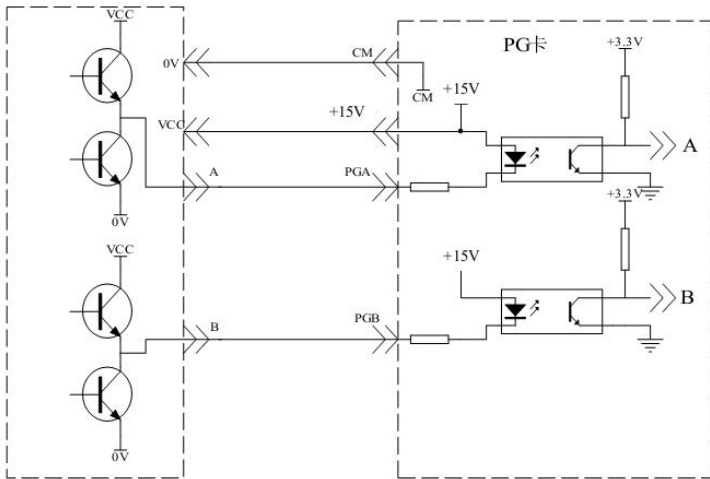 VCC
0V
CM
PG卡
+3.3V
CM
+15V
VCC
+15V
A
A
PGA
0V
+3.3V
VCC
+15V
B
B
PGB
0V